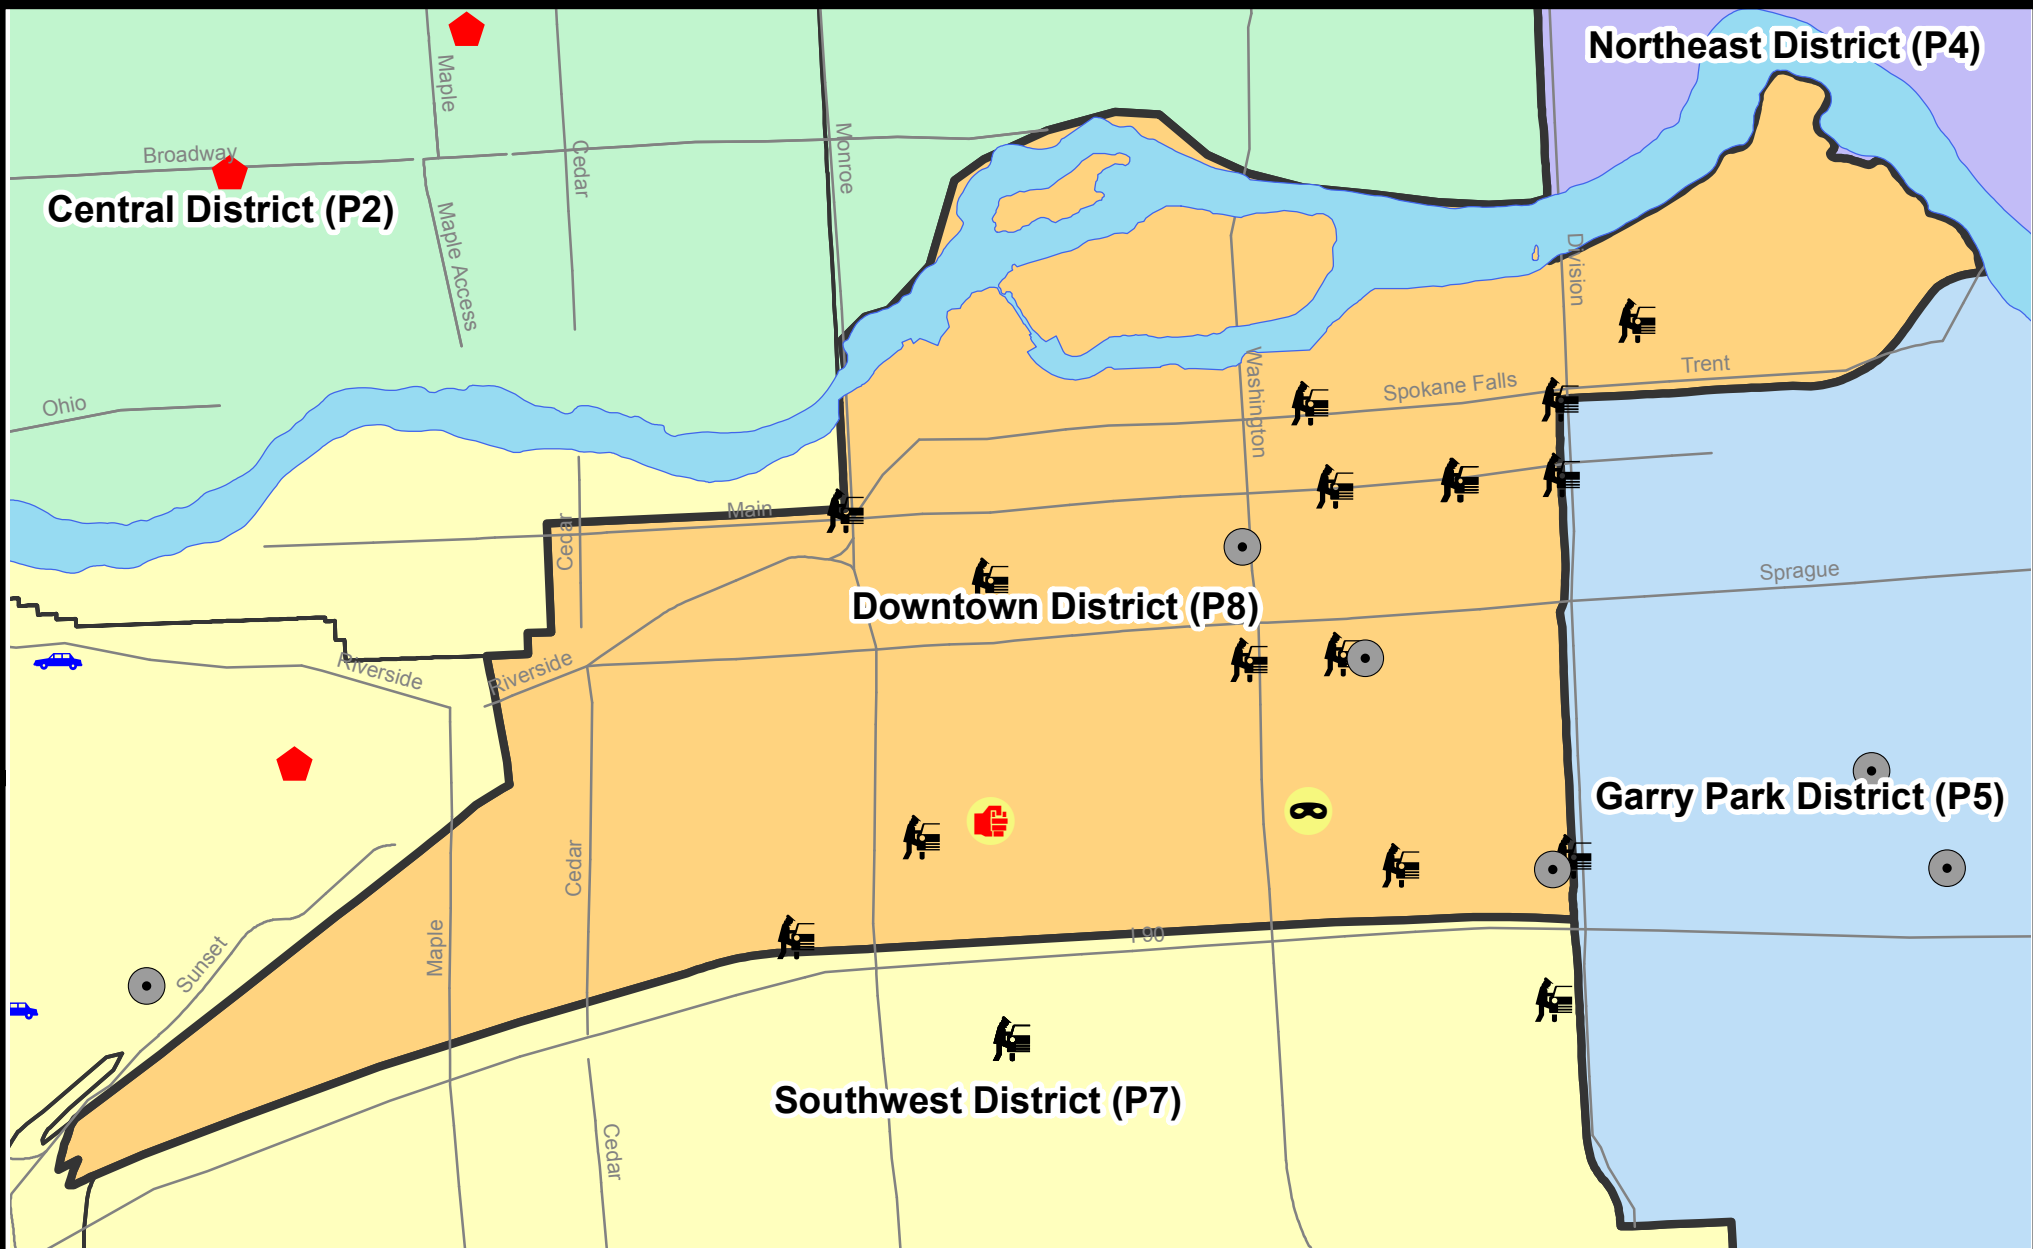 Northeast District (P4)
Maple
Broadway
Cedar
Monroe
Central District (P2)
Maple Access
Division
Ohio
Washington
Spokane Falls
Trent
Main
Cedar
Sprague
Downtown District (P8)
Riverside
Riverside
Garry Park District (P5)
Cedar
Maple
Sunset
I-90
Southwest District (P7)
Cedar